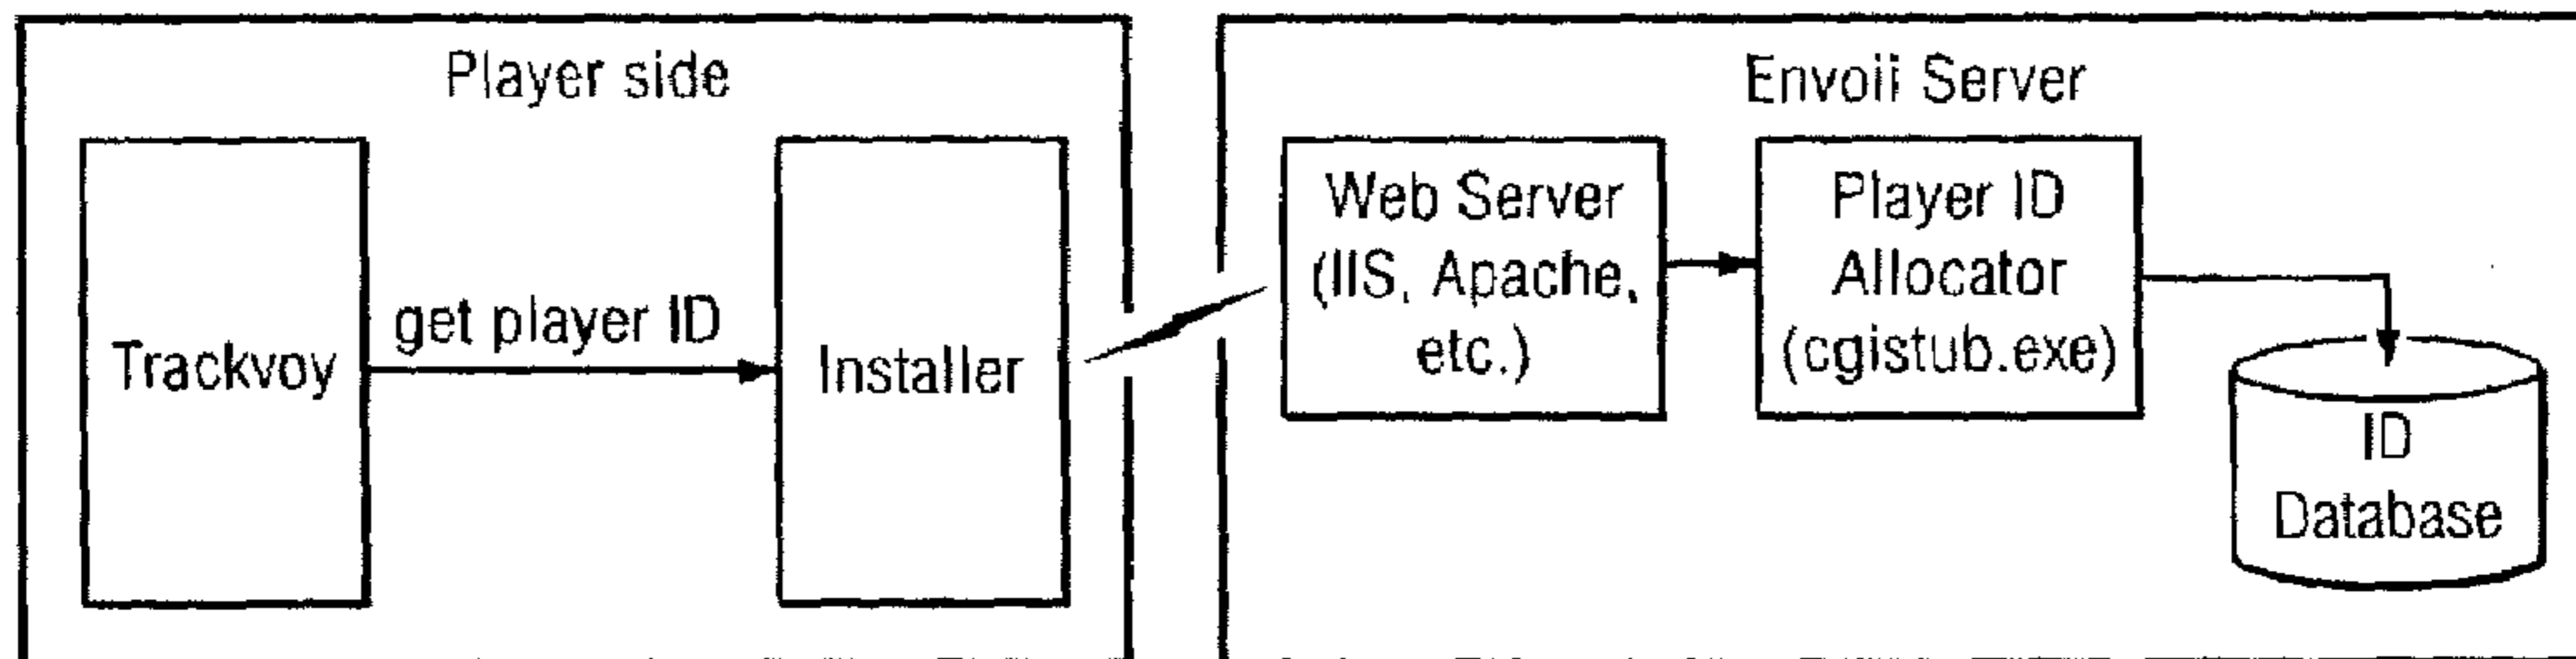 Player side
Trackvoy
get player ID
Installer
Envoii Server
Web Server
(IIS, Apache,
etc.)
Player ID
Allocator
(cgistub.exe)
ID
Database